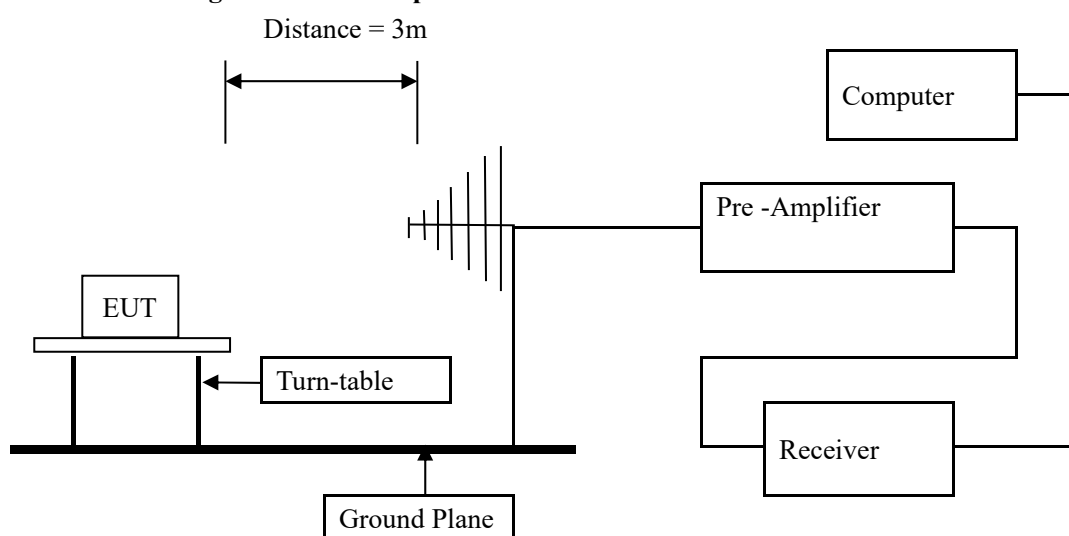 Distance = 3m
Computer
Pre -Amplifier
EUT
Turn-table
Receiver
Ground Plane